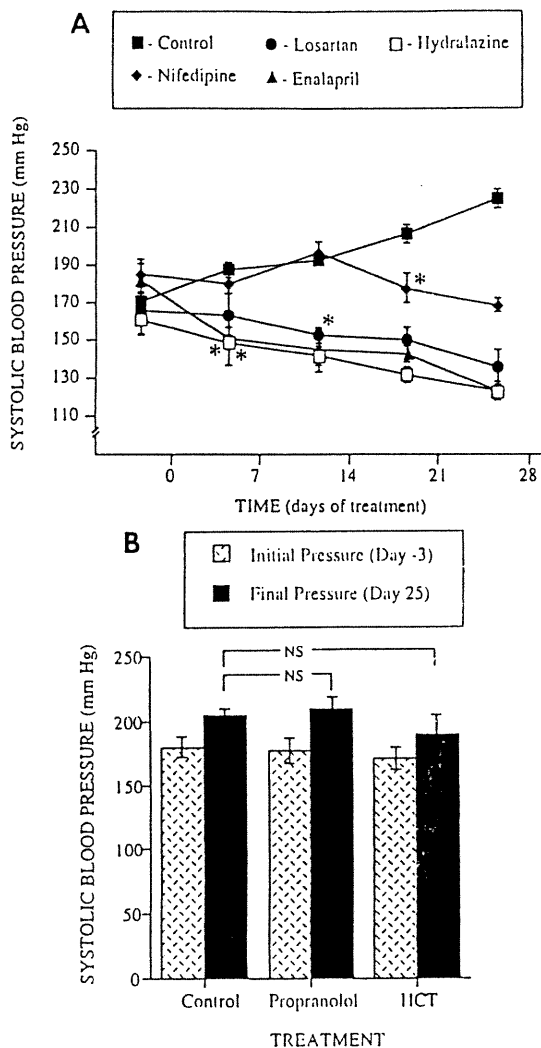 A
■ - Control ● - Losartan □ - Hydralazine
◆ - Nifedipine ▲ - Enalapril
SYSTOLIC BLOOD PRESSURE (mm Hg)
250
230
210
190
170
150
130
110
*
*
* *
0 7 14 21 28
TIME (days of treatment)
B
Initial Pressure (Day -3)
Final Pressure (Day 25)
SYSTOLIC BLOOD PRESSURE (mm Hg)
250
200
150
100
50
0
NS
NS
Control Propranolol HCT
TREATMENT